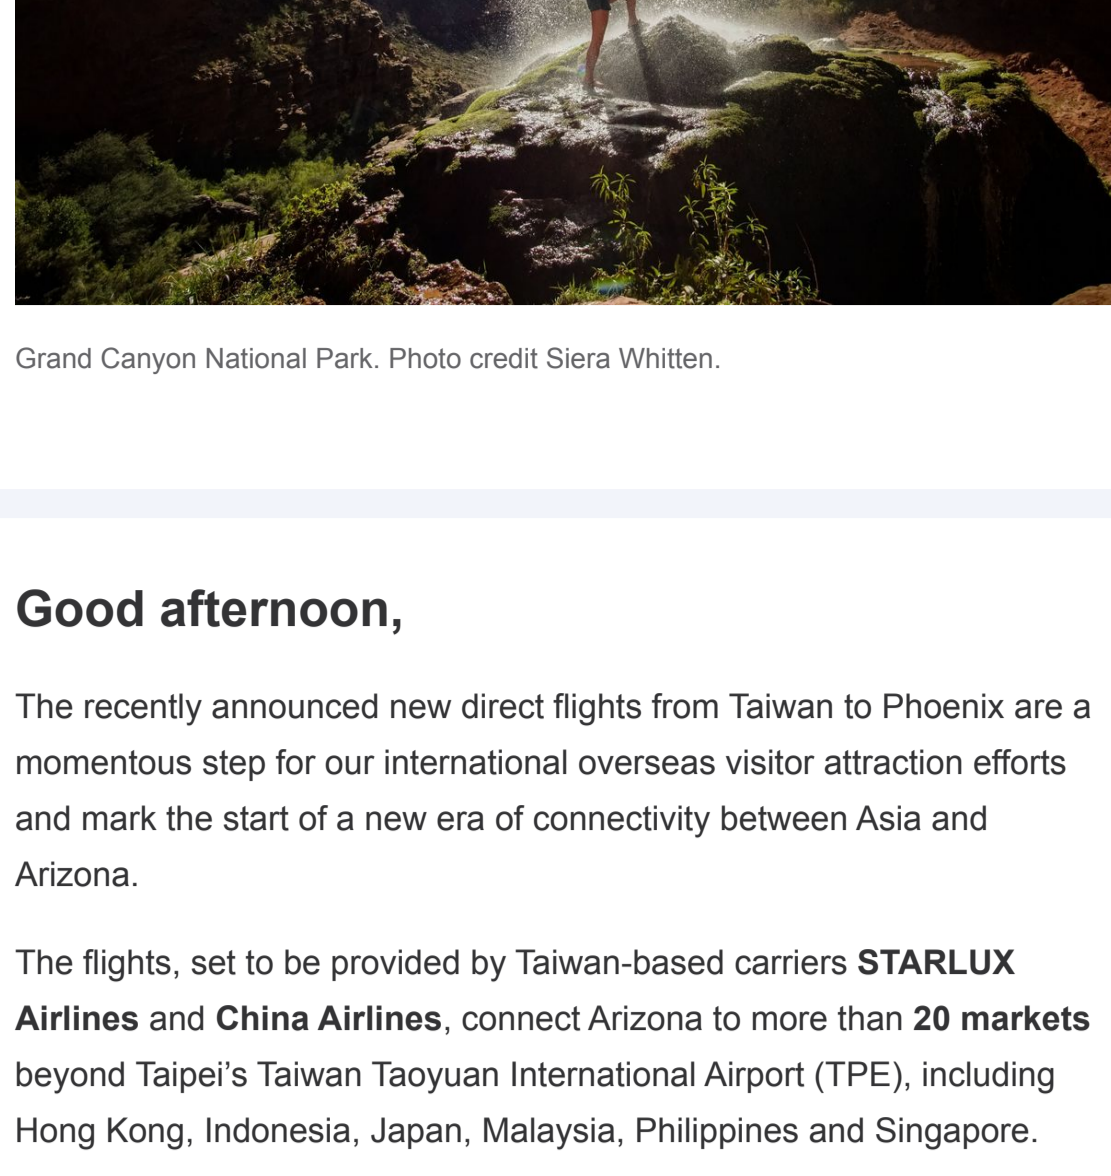 Grand Canyon National Park. Photo credit Siera Whitten.
Good afternoon,
The recently announced new direct flights from Taiwan to Phoenix are a
momentous step for our international overseas visitor attraction efforts
and mark the start of a new era of connectivity between Asia and
Arizona.
The flights, set to be provided by Taiwan-based carriers STARLUX
Airlines and China Airlines, connect Arizona to more than 20 markets
beyond Taipei’s Taiwan Taoyuan International Airport (TPE), including
Hong Kong, Indonesia, Japan, Malaysia, Philippines and Singapore.